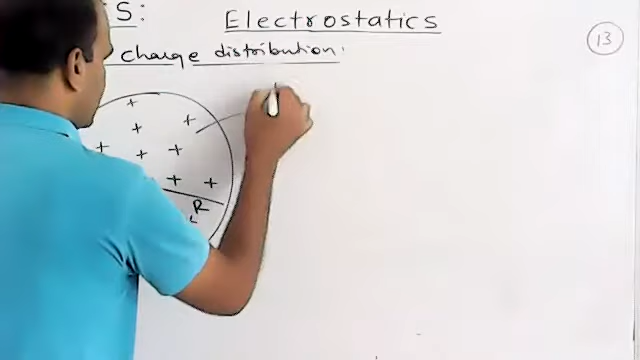 S:
Electrostatics
13
charge distribution:
+
+
+
+
+
+
+
+
R